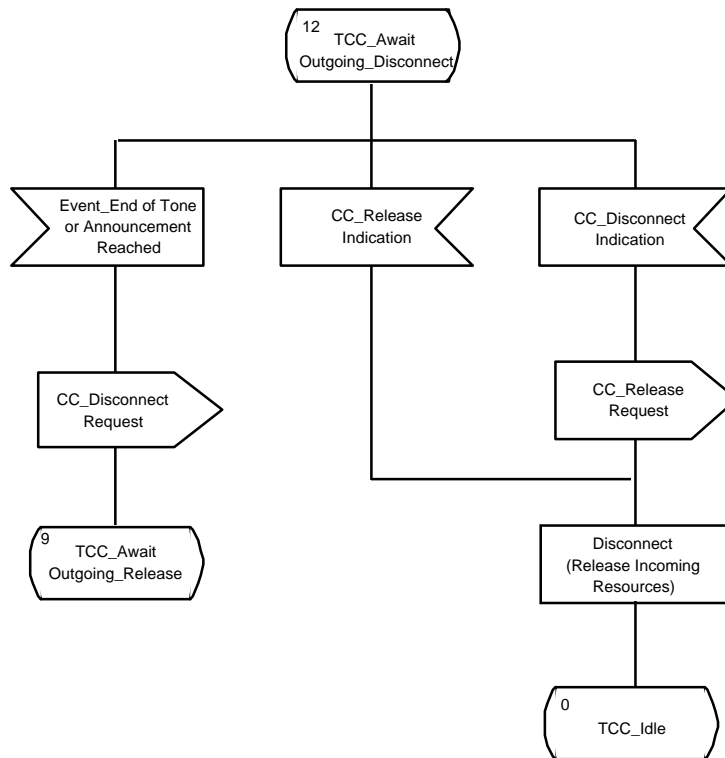 12
TCC_Await
Outgoing_Disconnect
Event_End of Tone
or Announcement
Reached
CC_Release
Indication
CC_Disconnect
Indication
CC_Disconnect
Request
CC_Release
Request
9
TCC_Await
Outgoing_Release
Disconnect
(Release Incoming
Resources)
0
TCC_Idle